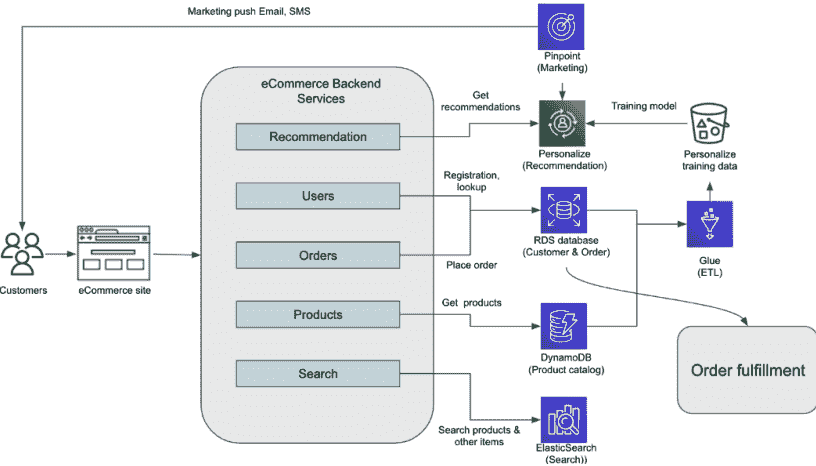 Marketing push Email, SMS
Pinpoint
(Marketing)
eCommerce Backend
Services
Get
recommendations
Training model
Recommendation
Personalize
(Recommendation)
Personalize
training data
Registration,
lookup
Users
RDS database
(Customer & Order)
Glue
(ETL)
Orders
Place order
Customers
eCommerce site
Get products
Products
DynamoDB
(Product catalog)
Order fulfillment
Search
Search products &
other items
ElasticSearch
(Search))